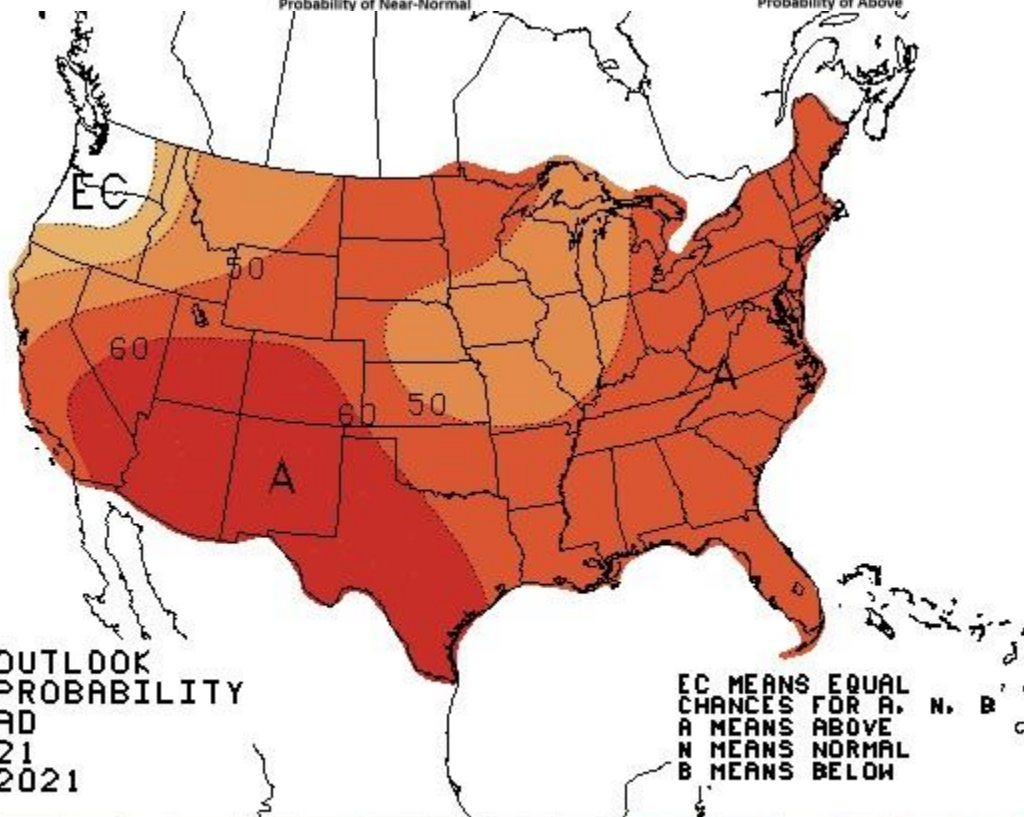 Probability of Near-Normal
Probability of Above
EC
50
60
60
50
A
A
OUTLOOK
PROBABILITY
AD
21
2021
EC MEANS EQUAL
CHANCES FOR A, N, B
A MEANS ABOVE
N MEANS NORMAL
B MEANS BELOW